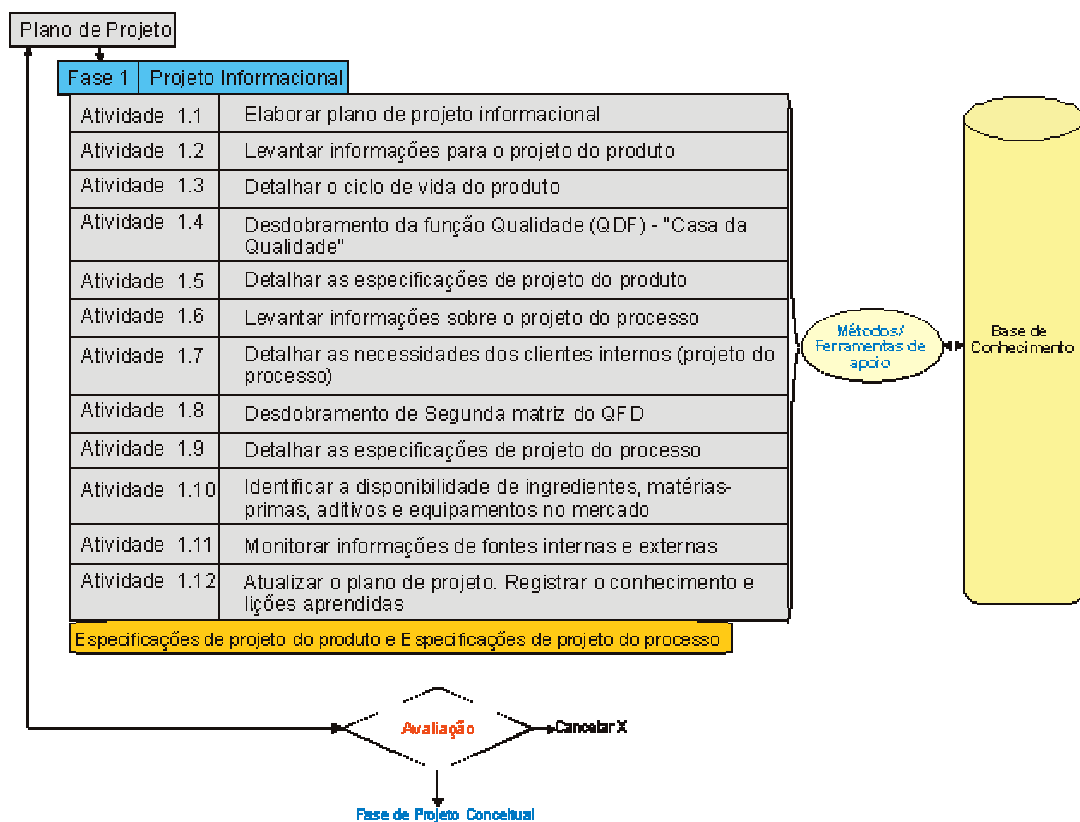 Plano de Projeto
Fase 1 Projeto Informacional
Atividade 1.1 Elaborar plano de projeto informacional
Atividade 1.2 Levantar informações para o projeto do produto
Atividade 1.3 Detalhar o ciclo de vida do produto
Atividade 1.4 Desdobramento da função Qualidade (QDF) - "Casa da
Qualidade"
Atividade 1.5 Detalhar as especificações de projeto do produto
Atividade 1.6 Levantar informações sobre o projeto do processo
Atividade 1.7 Detalhar as necessidades dos clientes internos (projeto do
processo)
Atividade 1.8 Desdobramento de Segunda matriz do QFD
Atividade 1.9 Detalhar as especificações de projeto do processo
Atividade 1.10 Identificar a disponibilidade de ingredientes, matérias-
primas, aditivos e equipamentos no mercado
Atividade 1.11 Monitorar informações de fontes internas e externas
Atividade 1.12 Atualizar o plano de projeto. Registrar o conhecimento e
lições aprendidas
Especificações de projeto do produto e Especificações de projeto do processo
Métodos/
Ferramentas de
apoio
Base de
Conhecimento
Avaliação
Cancelar X
Fase de Projeto Conceitual